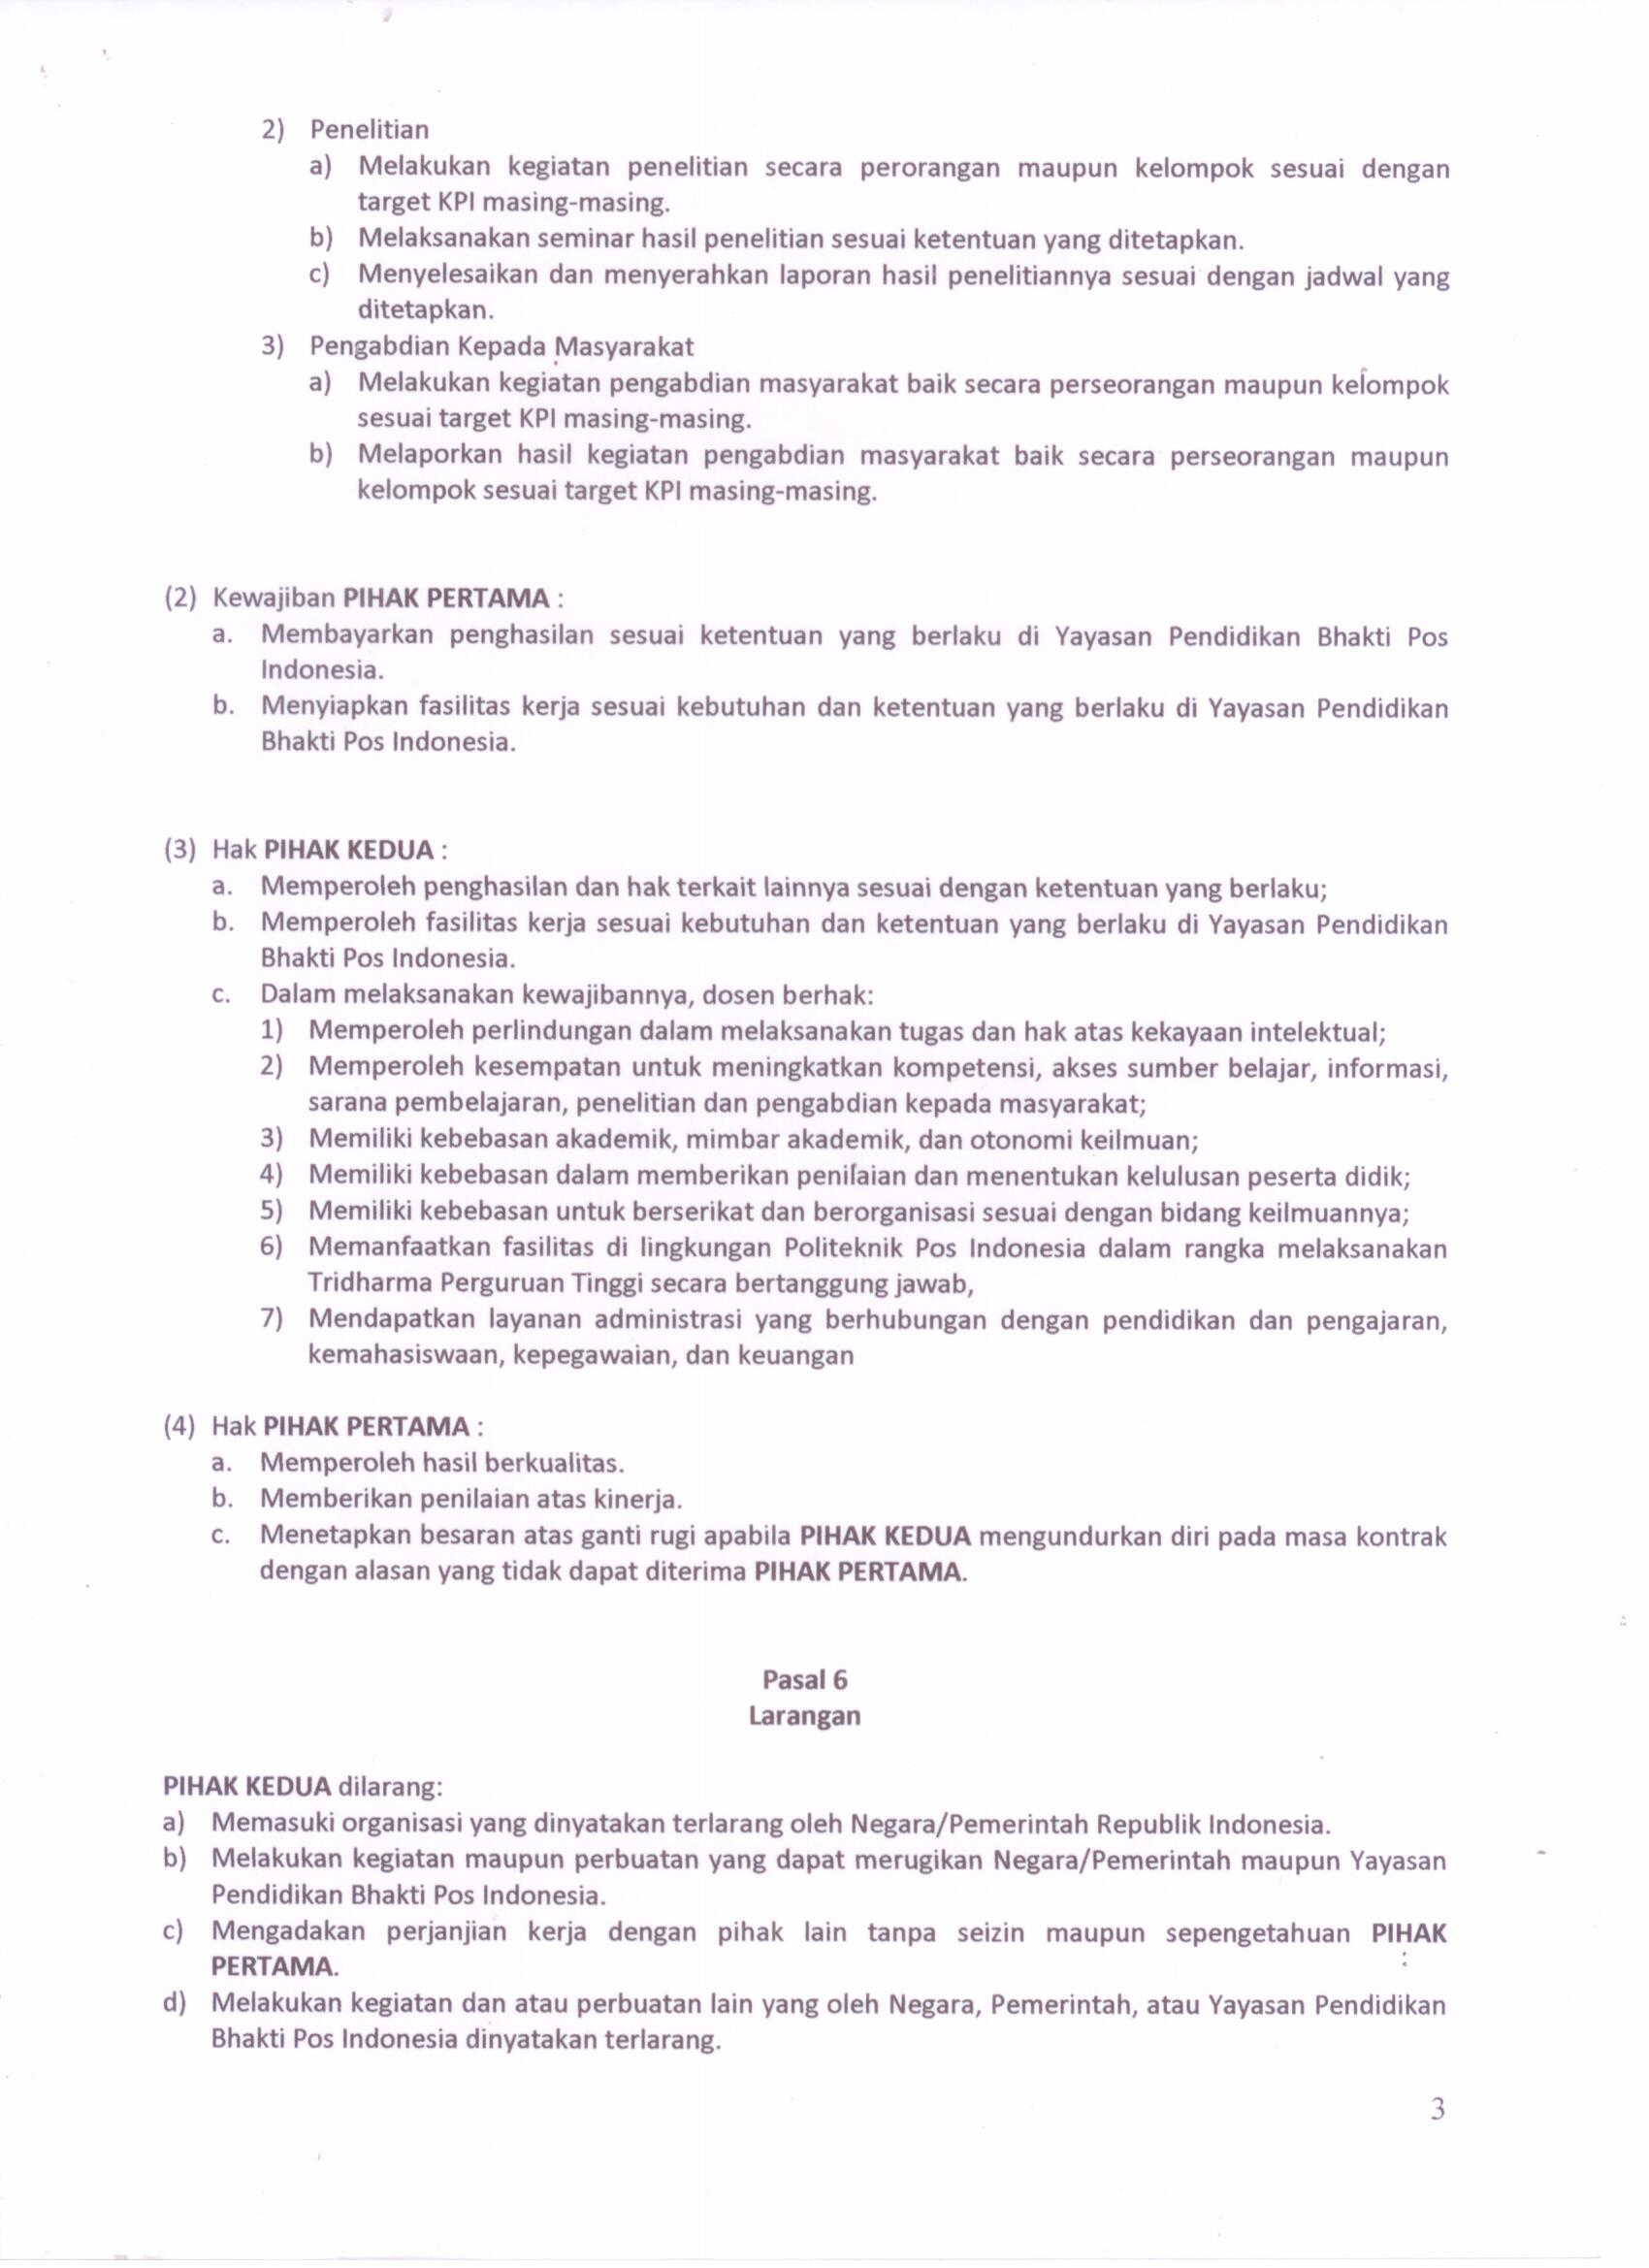 2) Penelitian
a) Melakukan kegiatan penelitian secara perorangan maupun kelompok sesuai dengan
target KPI masing-masing.
b) Melaksanakan seminar hasil penelitian sesuai ketentuan yang ditetapkan.
c) Menyelesaikan dan menyerahkan laporan hasil penelitiannya sesuai dengan jadwal yang
ditetapkan.
3) Pengabdian Kepada Masyarakat
a) Melakukan kegiatan pengabdian masyarakat baik secara perseorangan maupun kelompok
sesuai target KPI masing-masing.
b) Melaporkan hasil kegiatan pengabdian masyarakat baik secara perseorangan maupun
kelompok sesuai target KPI masing-masing.
(2) Kewajiban PIHAK PERTAMA :
a. Membayarkan penghasilan sesuai ketentuan yang berlaku di Yayasan Pendidikan Bhakti Pos
Indonesia.
b. Menyiapkan fasilitas kerja sesuai kebutuhan dan ketentuan yang berlaku di Yayasan Pendidikan
Bhakti Pos Indonesia.
(3) Hak PIHAK KEDUA :
a. Memperoleh penghasilan dan hak terkait lainnya sesuai dengan ketentuan yang berlaku;
b. Memperoleh fasilitas kerja sesuai kebutuhan dan ketentuan yang berlaku di Yayasan Pendidikan
Bhakti Pos Indonesia.
c. Dalam melaksanakan kewajibannya, dosen berhak:
1) Memperoleh perlindungan dalam melaksanakan tugas dan hak atas kekayaan intelektual;
2) Memperoleh kesempatan untuk meningkatkan kompetensi, akses sumber belajar, informasi,
sarana pembelajaran, penelitian dan pengabdian kepada masyarakat;
3) Memiliki kebebasan akademik, mimbar akademik, dan otonomi keilmuan;
4) Memiliki kebebasan dalam memberikan penilaian dan menentukan kelulusan peserta didik;
5) Memiliki kebebasan untuk berserikat dan berorganisasi sesuai dengan bidang keilmuannya;
6) Memanfaatkan fasilitas di lingkungan Politeknik Pos Indonesia dalam rangka melaksanakan
Tridharma Perguruan Tinggi secara bertanggung jawab,
7) Mendapatkan layanan administrasi yang berhubungan dengan pendidikan dan pengajaran,
kemahasiswaan, kepegawaian, dan keuangan
(4) Hak PIHAK PERTAMA :
a. Memperoleh hasil berkualitas.
b. Memberikan penilaian atas kinerja.
c. Menetapkan besaran atas ganti rugi apabila PIHAK KEDUA mengundurkan diri pada masa kontrak
dengan alasan yang tidak dapat diterima PIHAK PERTAMA.
Pasal 6
Larangan
PIHAK KEDUA dilarang:
a) Memasuki organisasi yang dinyatakan terlarang oleh Negara/Pemerintah Republik Indonesia.
b) Melakukan kegiatan maupun perbuatan yang dapat merugikan Negara/Pemerintah maupun Yayasan
Pendidikan Bhakti Pos Indonesia.
c) Mengadakan perjanjian kerja dengan pihak lain tanpa seizin maupun sepengetahuan PIHAK
PERTAMA.
d) Melakukan kegiatan dan atau perbuatan lain yang oleh Negara, Pemerintah, atau Yayasan Pendidikan
Bhakti Pos Indonesia dinyatakan terlarang.
3